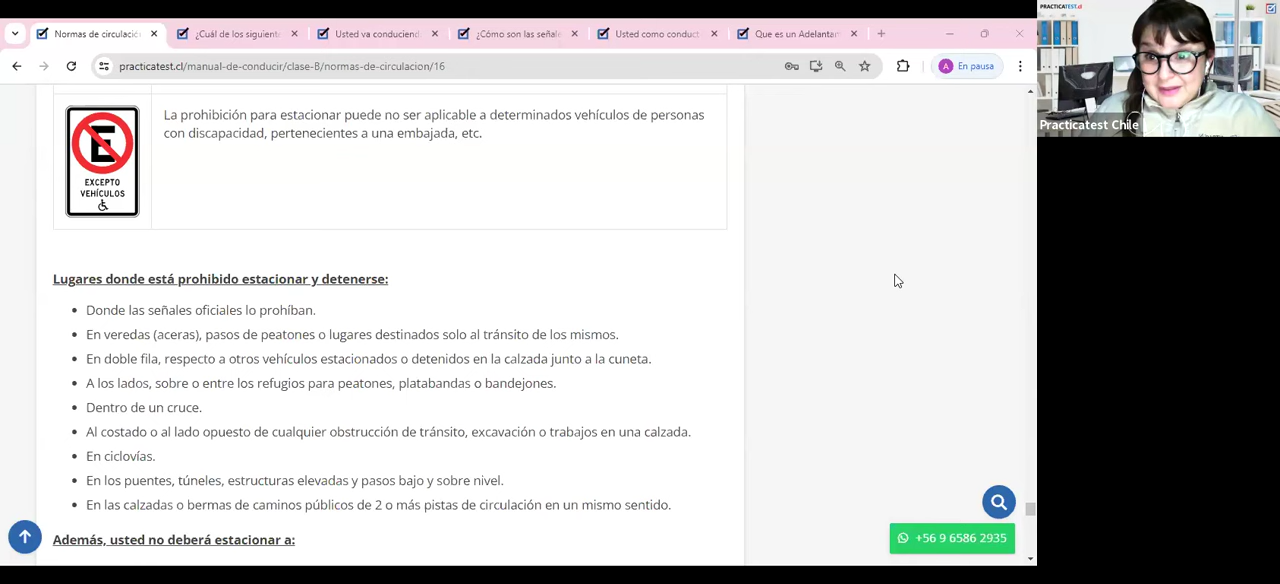 PRACTICATEST.cl
Normas de circulació
¿Cuál de los siguiente
Usted va conduciend
¿Cómo son las señale
Usted como conduct
Que es un Adelantam
practicatest.cl/manual-de-conducir/clase-B/normas-de-circulacion/16
A
En pausa
Practicatest Chile
E
EXCEPTO
VEHÍCULOS
La prohibición para estacionar puede no ser aplicable a determinados vehículos de personas
con discapacidad, pertenecientes a una embajeda, etc.
Lugares donde está prohibido estacionar y detenerse:
• Donde las señales oficiales lo prohíban.
• En veredas (aceras), pasos de peatones o lugares destinados solo al tránsito de los mismos.
• En doble fila, respecto a otros vehículos estacionados o detenidos en la calzada junto a la cuneta.
• A los lados, sobre o entre los refugios para peatones, platabandas o bandejones.
• Dentro de un cruce.
• Al costado o al lado opuesto de cualquier obstrucción de tránsito, excavación o trabajos en una calzada.
• En ciclovías.
• En los puentes, túneles, estructuras elevadas y pasos bajo y sobre nivel.
• En las calzadas o bermas de caminos públicos de 2 o más pistas de circulación en un mismo sentido.
+56 9 6586 2935
Además, usted no deberá estacionar a: